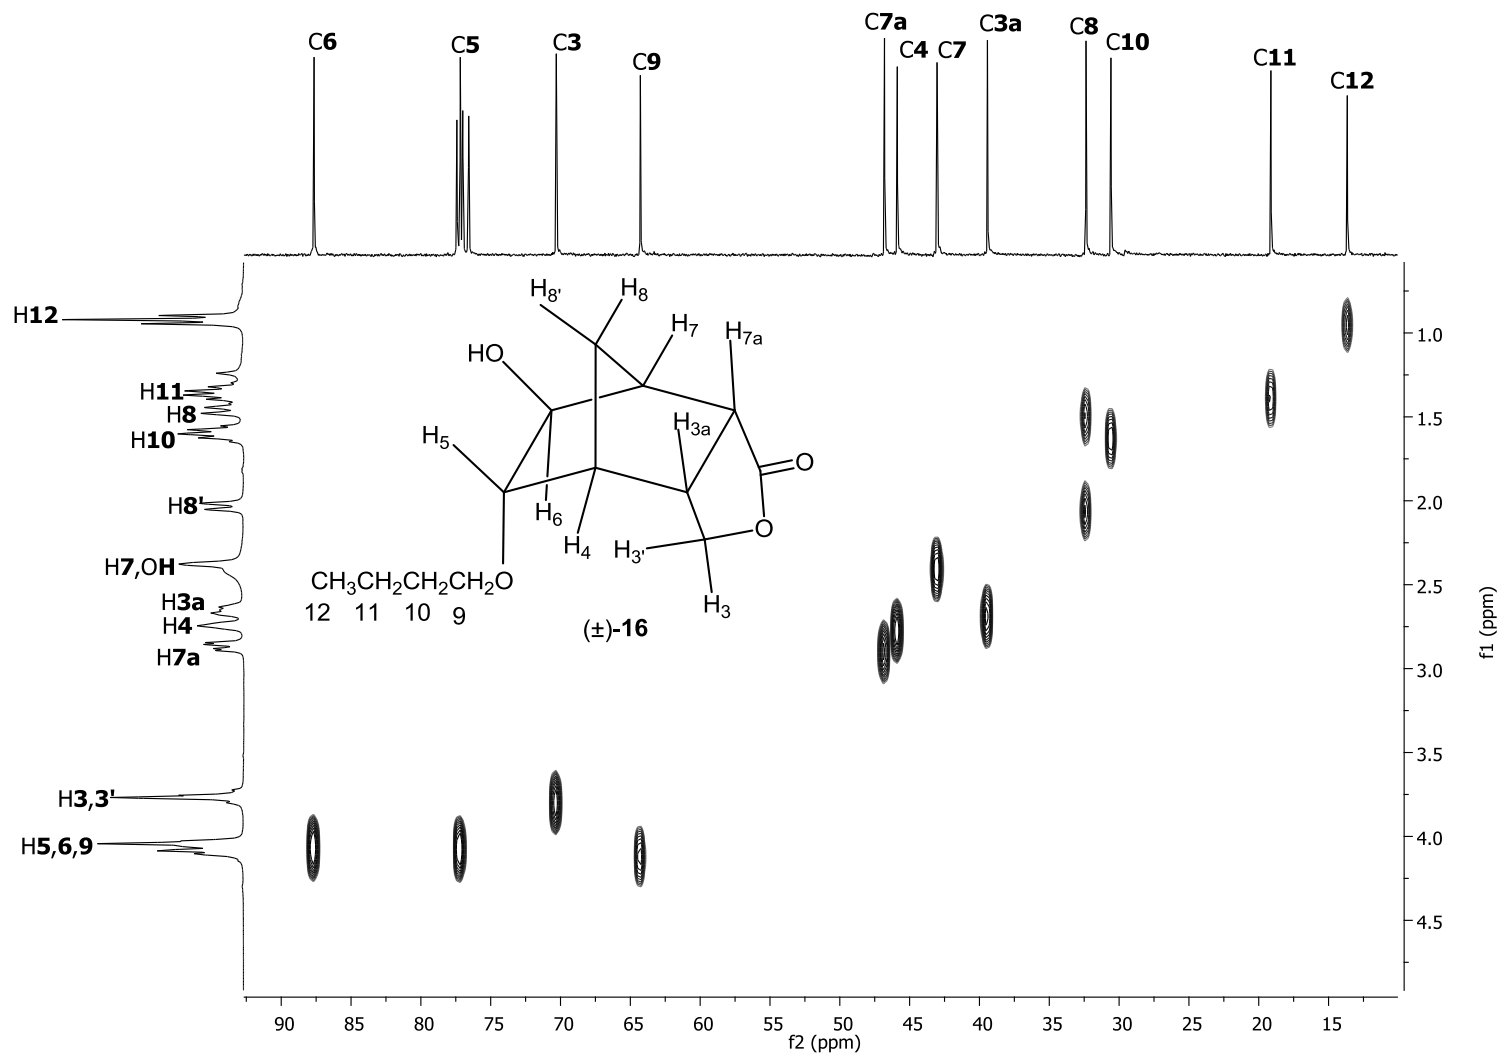 C6
C5
C3
C9
C7a
C4
C7
C3a
C8
C10
C11
C12
H12
H11
H8
H10
H8'
H7,OH
H3a
H4
H7a
H3,3'
H5,6,9
H8'
H8
H7
H7a
HO
H3a
H5
O
H6
H4
O
H3'
H3
CH3CH2CH2CH2O
12 11 10 9
(±)-16
1.0
1.5
2.0
2.5
3.0
3.5
4.0
4.5
f1 (ppm)
90 85 80 75 70 65 60 55 50 45 40 35 30 25 20 15
f2 (ppm)